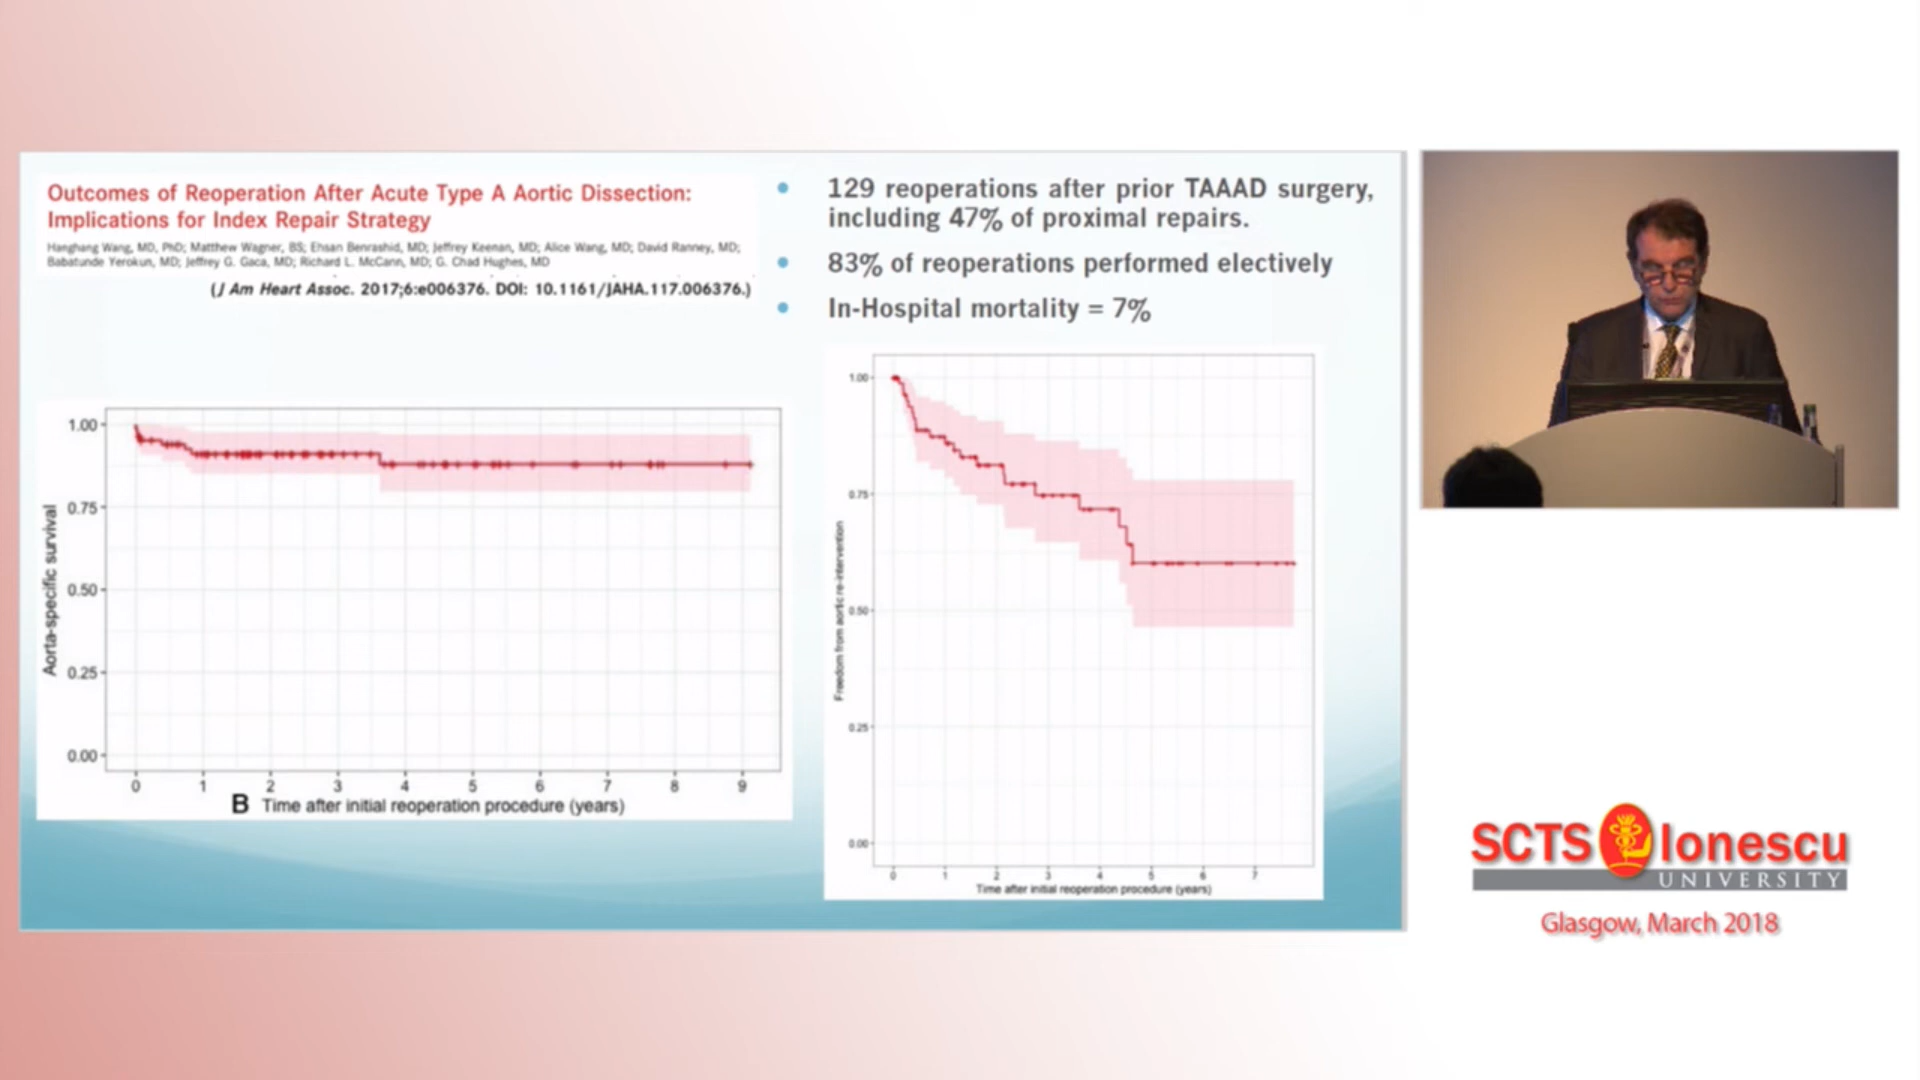 Outcomes of Reoperation After Acute Type A Aortic Dissection:
Implications for Index Repair Strategy
Hanghang Wang, MD, PhD; Matthew Wagner, BS; Ehsan Benrashid, MD; Jeffrey Keenan, MD; Alice Wang, MD; David Ranney, MD;
Babatunde Yerokun, MD; Jeffrey G. Gaca, MD; Richard L. McCann, MD; G. Chad Hughes, MD
(J Am Heart Assoc. 2017;6:e006376. DOI: 10.1161/JAHA.117.006376.)
• 129 reoperations after prior TAAAD surgery,
including 47% of proximal repairs.
• 83% of reoperations performed electively
• In-Hospital mortality = 7%
Aorta-specific survival
1.00
0.75
0.50
0.25
0.00
0 1 2 3 4 5 6 7 8 9
B Time after initial reoperation procedure (years)
Freedom from aortic re-intervention
1.00
0.75
0.50
0.25
0.00
0 1 2 3 4 5 6 7
Time after initial reoperation procedure (years)
SCTS Ionescu
UNIVERSITY
Glasgow, March 2018